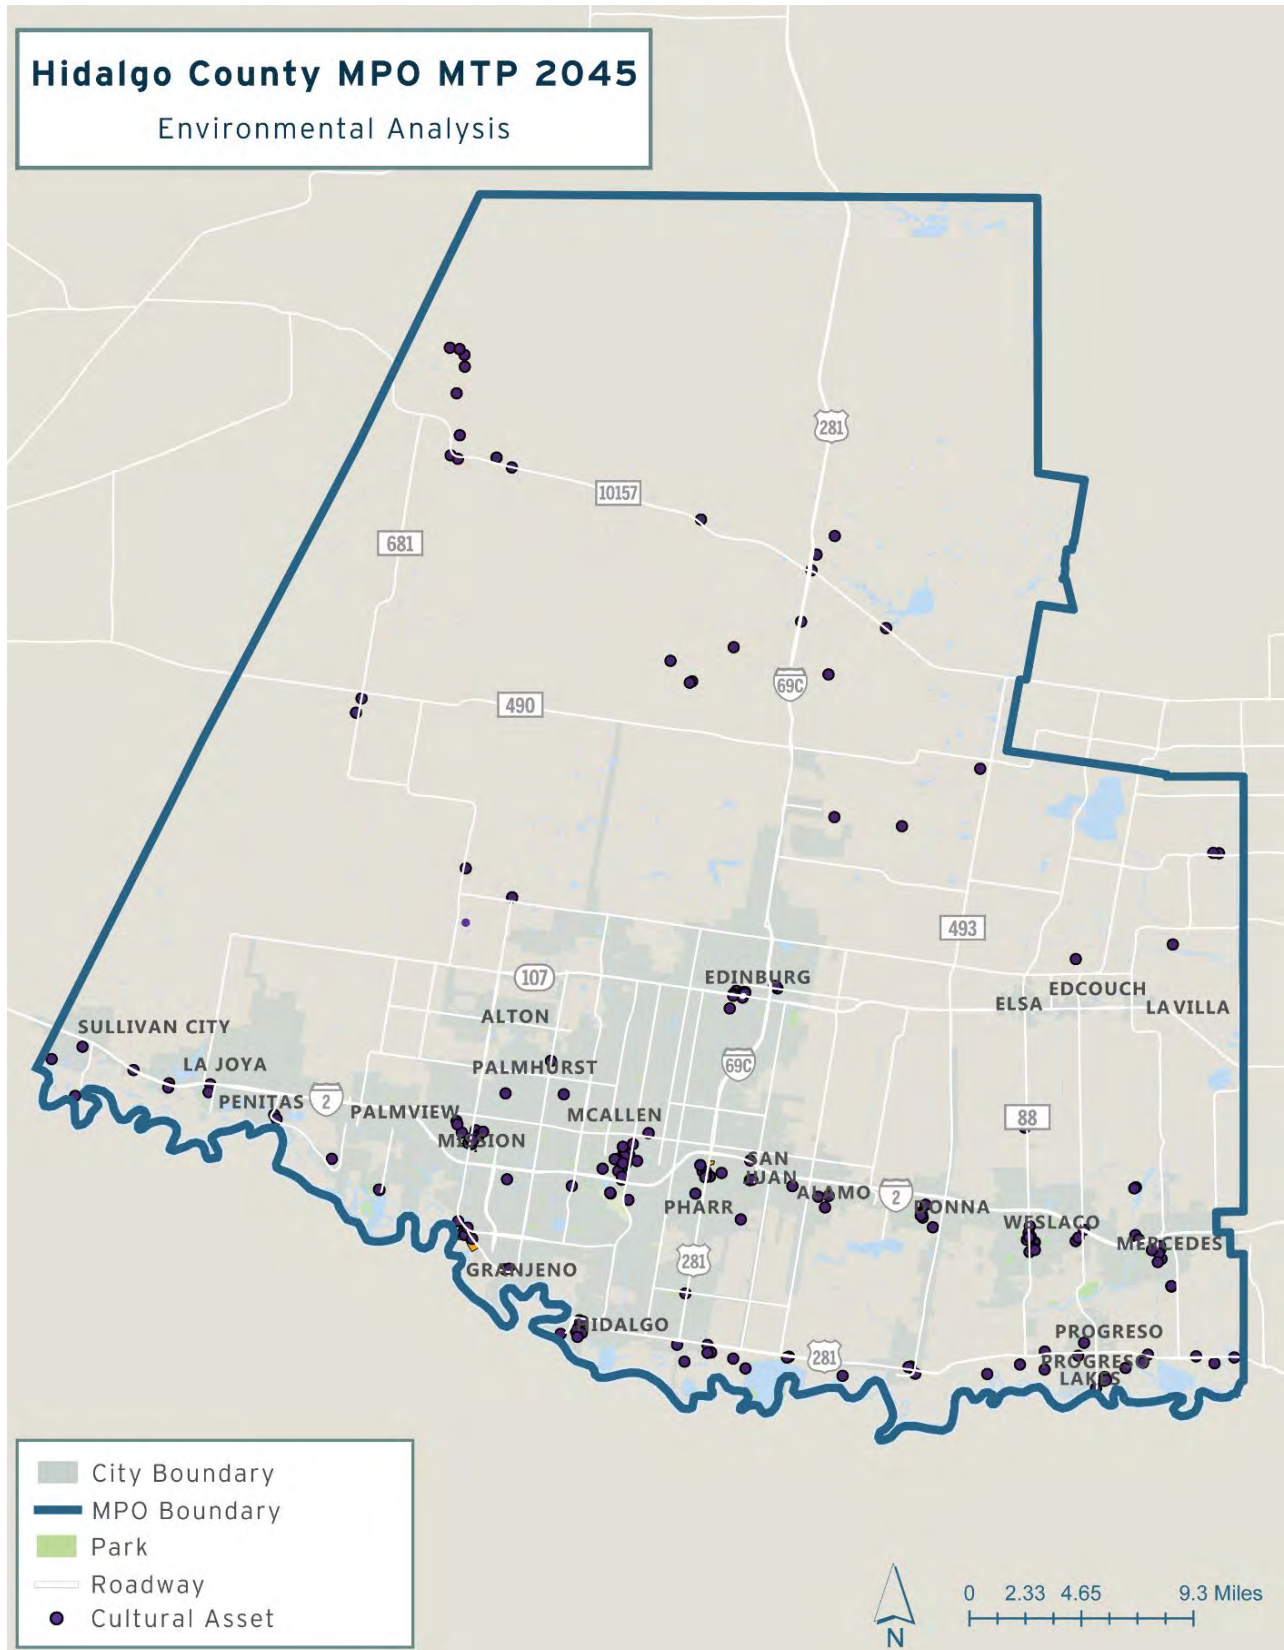 Hidalgo County MPO MTP 2045
Environmental Analysis
281
10157
681
69C
490
493
107
EDINBURG
EDCOUCH
ELSA
LA VILLA
ALTON
SULLIVAN CITY
LA JOYA
69C
PALMHURST
PENITAS
2
PALMVIEW
MCALLEN
88
MISSION
SAN
JUAN
ALAMO
2
PHARR
DONNA
WESLACO
MERCEDES
281
GRANJENO
HIDALGO
PROGRESO
281
PROGRESO
LAKES
City Boundary
MPO Boundary
Park
Roadway
Cultural Asset
N
0 2.33 4.65 9.3 Miles